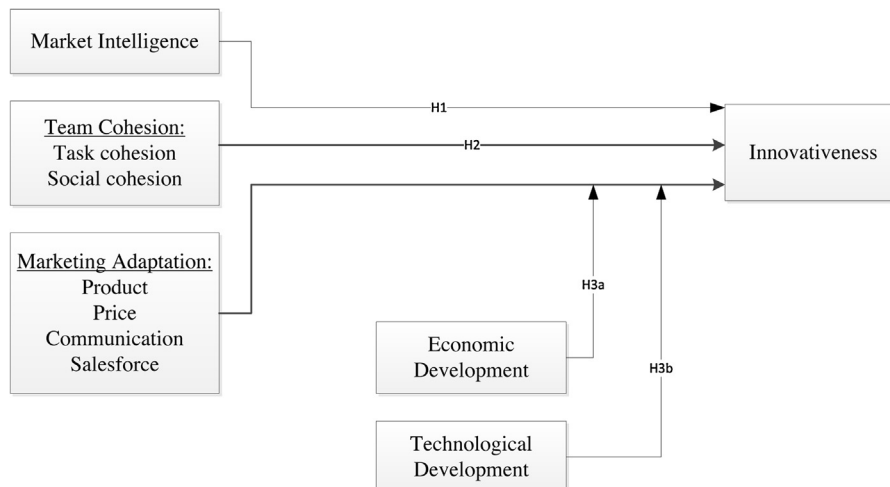 Market Intelligence
H1
Team Cohesion:
Task cohesion
Social cohesion
H2
Innovativeness
Marketing Adaptation:
Product
Price
Communication
Salesforce
H3a
Economic
Development
H3b
Technological
Development